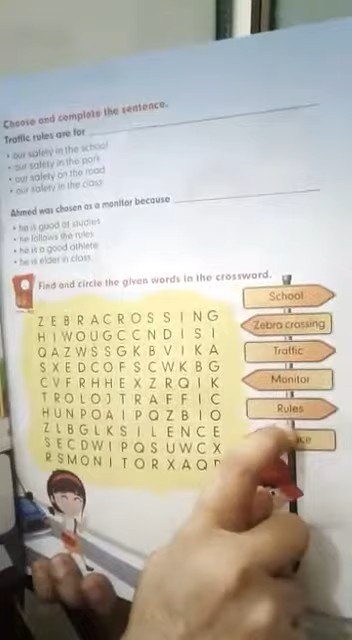 Choose and complete the sentence.
Traffic rules are for
• our safety in the school
• our safety in the park
• our safety on the road
• our safety in the class
Ahmed was chosen as a monitor because
• he is good at studies
• he follows the rules
• he is a good athlete
• he is elder in class
Find and circle the given words in the crossword.
Z E B R A C R O S S I N G
H I W O U G C C N D I S I
Q A Z W S S G K B V I K A
S X E D C O F S C W K B G
C V F R H H E X Z R Q I K
T R O L O J T R A F F I C
H U N P O A I P Q Z B I O
Z L B G L K S I L E N C E
S E C D W I P Q S U W C X
R S M O N I T O R X A Q
School
Zebra crossing
Traffic
Monitor
Rules